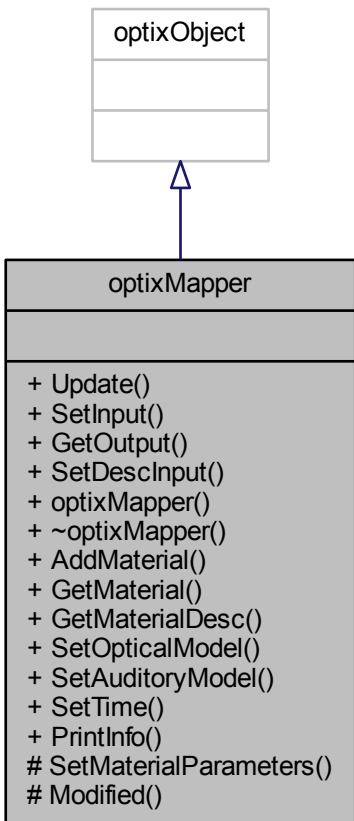 optixObject
optixMapper
+ Update()
+ SetInput()
+ GetOutput()
+ SetDescInput()
+ optixMapper()
+ ~optixMapper()
+ AddMaterial()
+ GetMaterial()
+ GetMaterialDesc()
+ SetOpticalModel()
+ SetAuditoryModel()
+ SetTime()
+ PrintInfo()
# SetMaterialParameters()
# Modified()